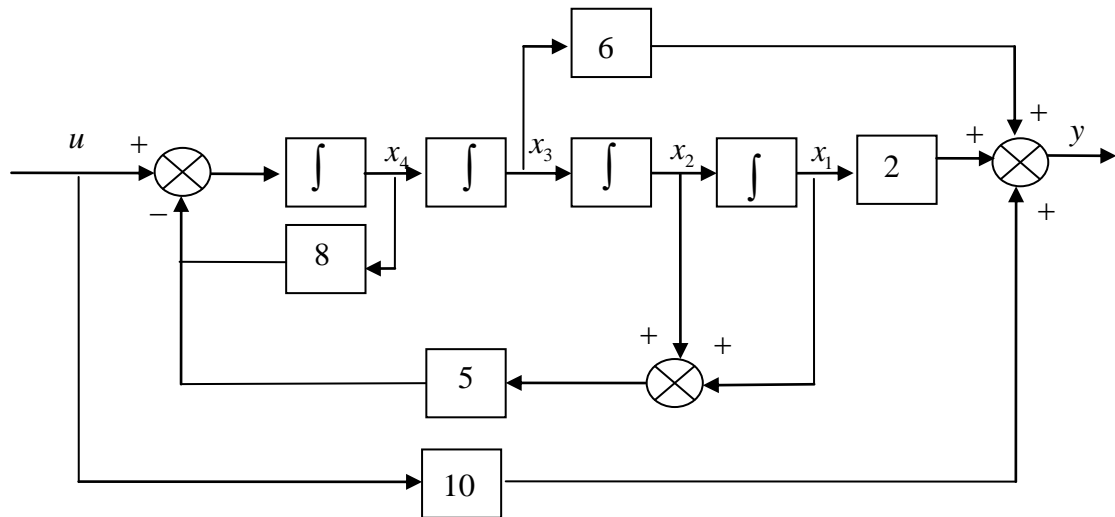 6
u + ∫ x₄ ∫ x₃ ∫ x₂ ∫ x₁ 2 + + y
− 8 +
+ + 
5
10